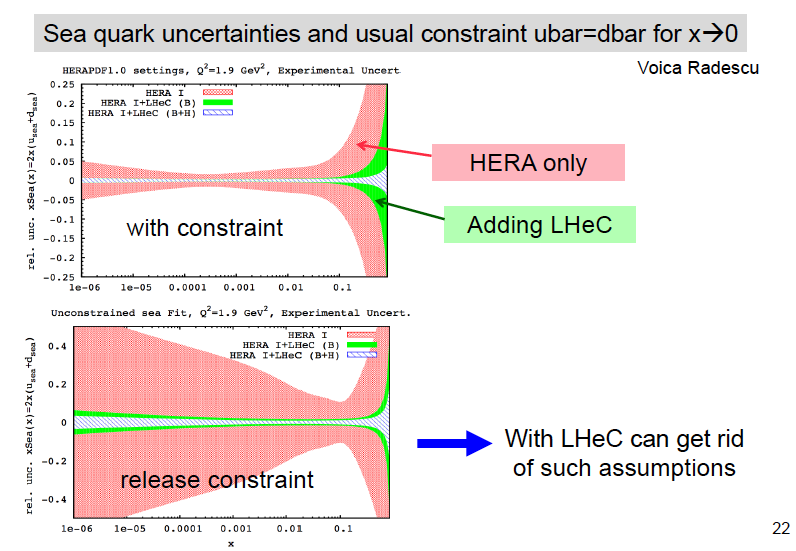 Sea quark uncertainties and usual constraint ubar=dbar for x→0
Voica Radescu
HERAPDF1.0 settings, Q²=1.9 GeV², Experimental Uncert
HERA I
HERA I+LHeC (B)
HERA I+LHeC (B+H)
rel. unc. xSea(x)=2x(u_sea+d_sea)
0.25
0.2
0.15
0.1
0.05
0
-0.05
-0.1
-0.15
-0.2
-0.25
1e-06 1e-05 0.0001 0.001 0.01 0.1
with constraint
HERA only
Adding LHeC
Unconstrained sea Fit, Q²=1.9 GeV², Experimental Uncert.
HERA I
HERA I+LHeC (B)
HERA I+LHeC (B+H)
rel. unc. xSea(x)=2x(u_sea+d_sea)
0.4
0.2
0
-0.2
-0.4
1e-06 1e-05 0.0001 0.001 0.01 0.1
x
release constraint
With LHeC can get rid
of such assumptions
22